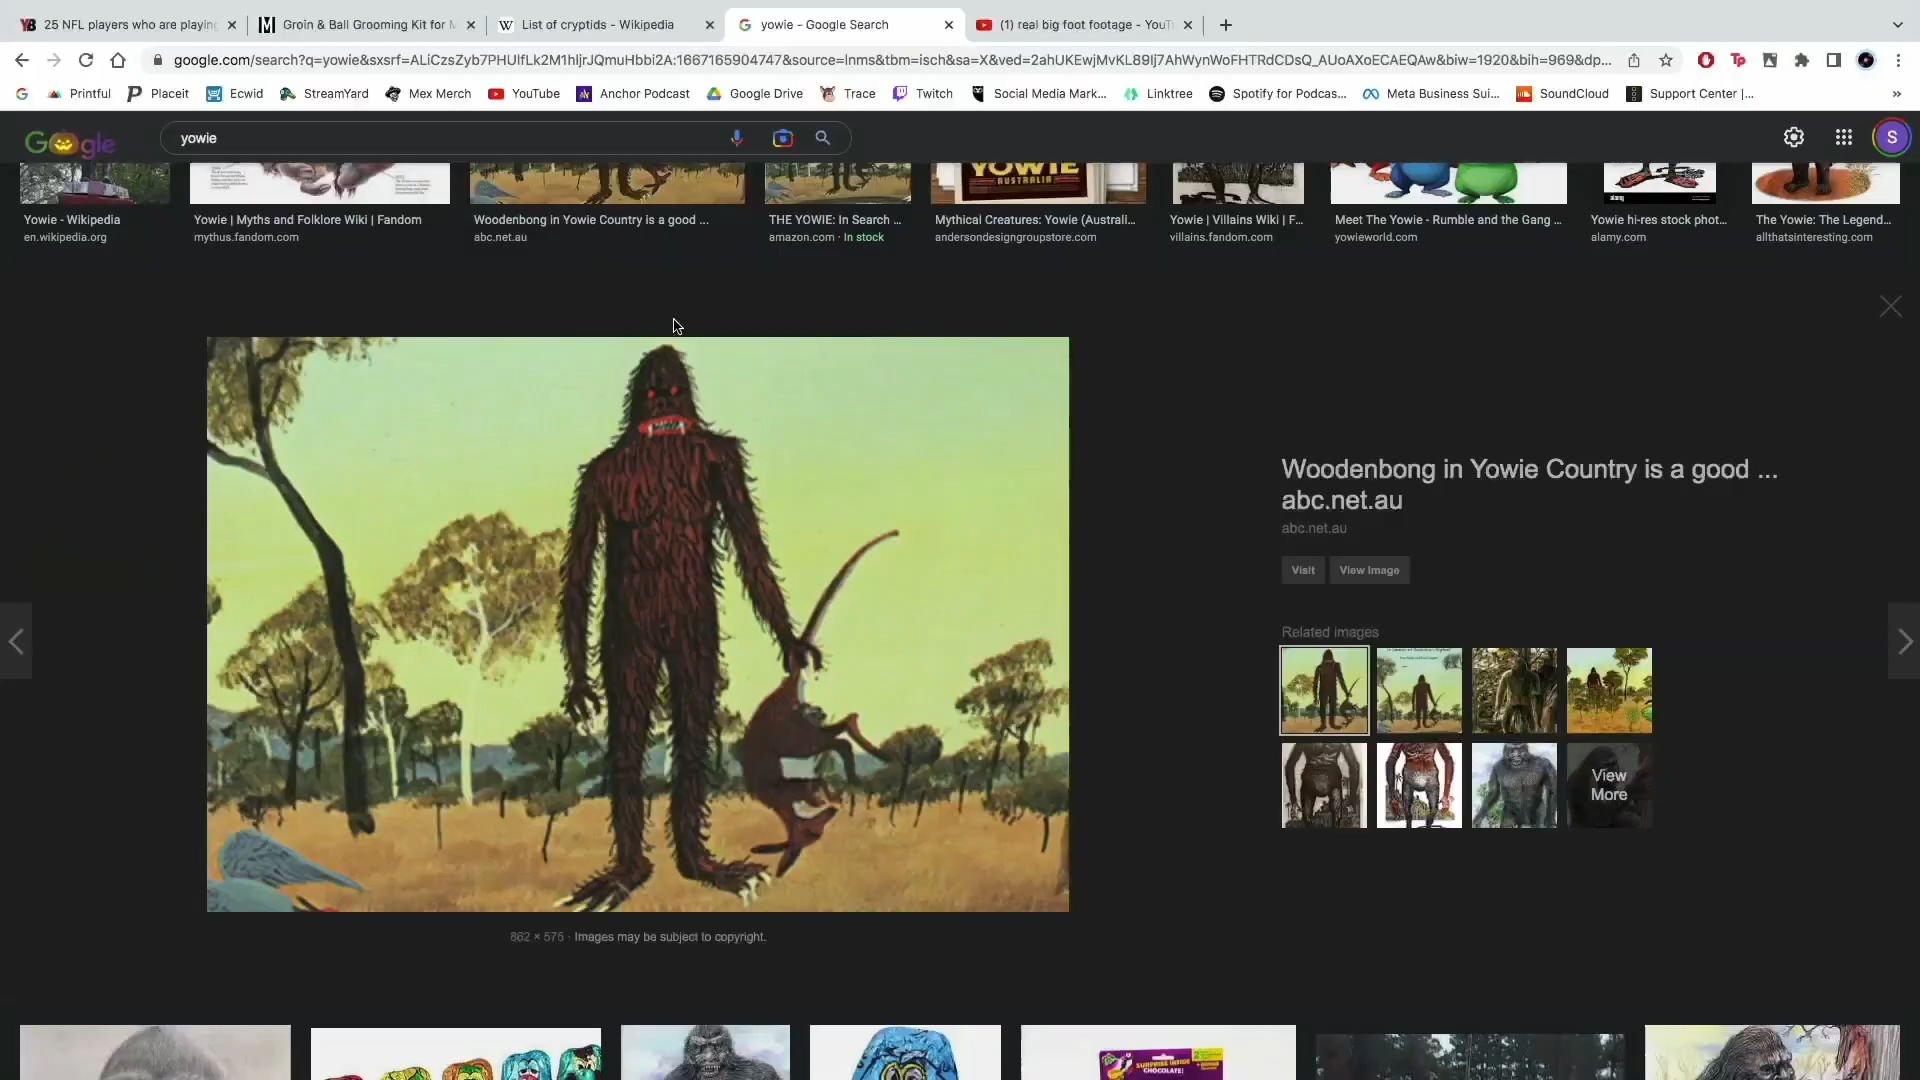 25 NFL players who are playing
Groin & Ball Grooming Kit for M
List of cryptids - Wikipedia
yowie - Google Search
(1) real big foot footage - YouT
google.com/search?q=yowie&sxsrf=ALiCzsZyb7PHUlfLk2M1hljrJQmuHbbi2A:1667165904747&source=lnms&tbm=isch&sa=X&ved=2ahUKEwjMvKL89Ij7AhWynWoFHTRdCDsQ_AUoAXoECAEQAw&biw=1920&bih=969&dp...
Printful
Placeit
Ecwid
StreamYard
Mex Merch
YouTube
Anchor Podcast
Google Drive
Trace
Twitch
Social Media Mark...
Linktree
Spotify for Podcas...
Meta Business Sui...
SoundCloud
Support Center |...
»
Google
yowie
S
YOWIE
AUSTRALIA
Yowie - Wikipedia
en.wikipedia.org
Yowie | Myths and Folklore Wiki | Fandom
mythus.fandom.com
Woodenbong in Yowie Country is a good ...
abc.net.au
THE YOWIE: In Search ...
amazon.com · In stock
Mythical Creatures: Yowie (Australi...
andersondesigngroupstore.com
Yowie | Villains Wiki | F...
villains.fandom.com
Meet The Yowie - Rumble and the Gang ...
yowieworld.com
Yowie hi-res stock phot...
alamy.com
The Yowie: The Legend...
allthatsinteresting.com
Woodenbong in Yowie Country is a good ...
abc.net.au
abc.net.au
Visit
View Image
Related images
View
More
862 × 575 · Images may be subject to copyright.
SURPRISE INSIDE
CHOCOLATE!